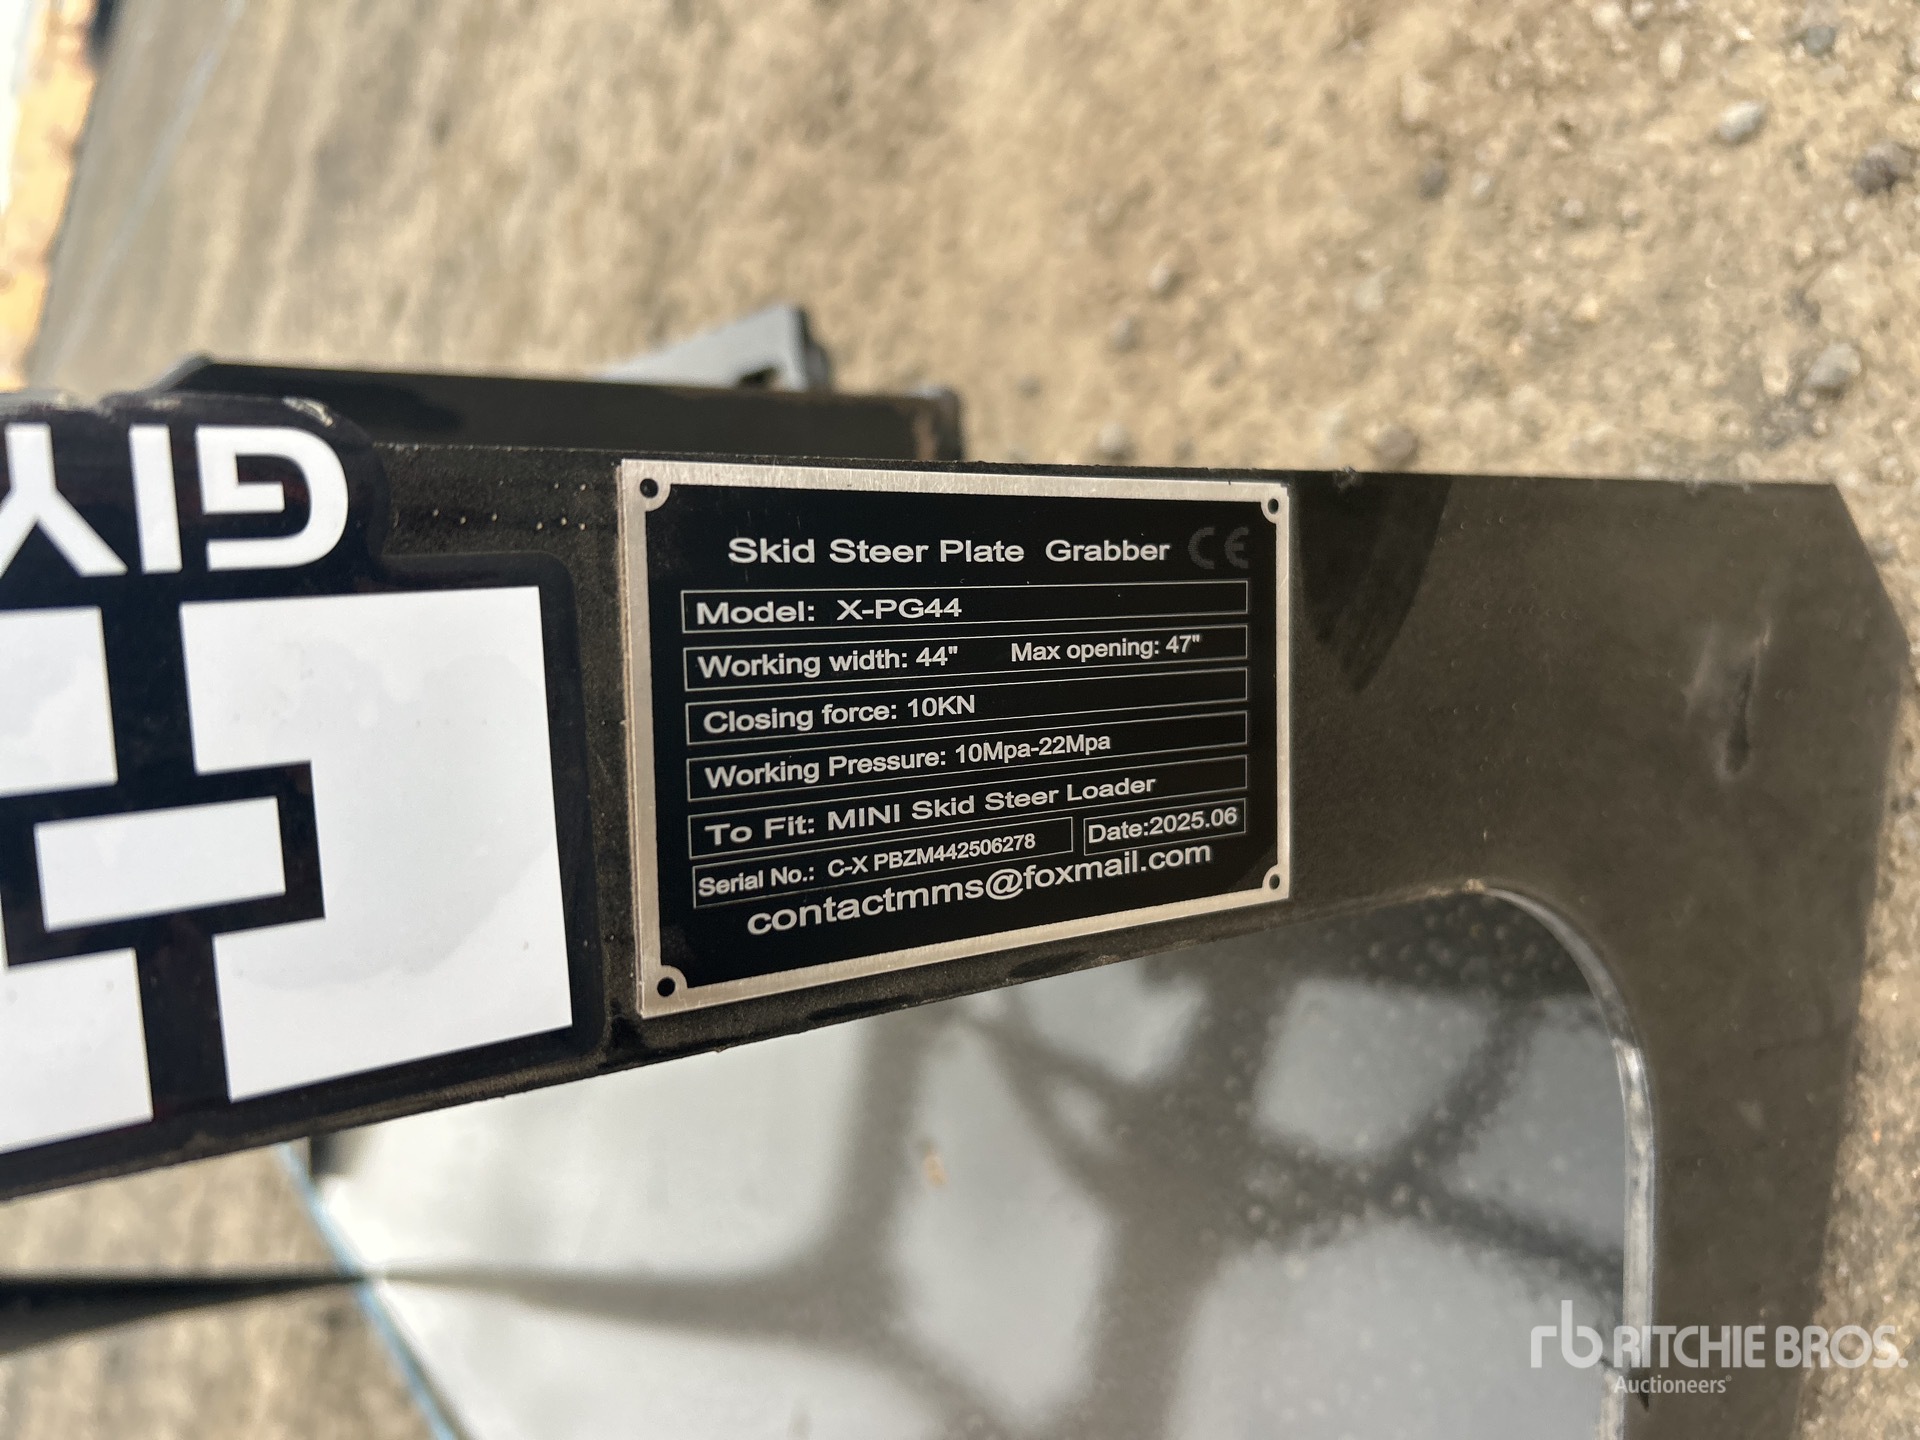 GIY
Skid Steer Plate Grabber CE
Model: X-PG44
Working width: 44" Max opening: 47"
Closing force: 10KN
Working Pressure: 10Mpa-22Mpa
To Fit: MINI Skid Steer Loader
Serial No.: C-X PBZM442506278 Date:2025.06
contactmms@foxmail.com
rb RITCHIE BROS.
Auctioneers